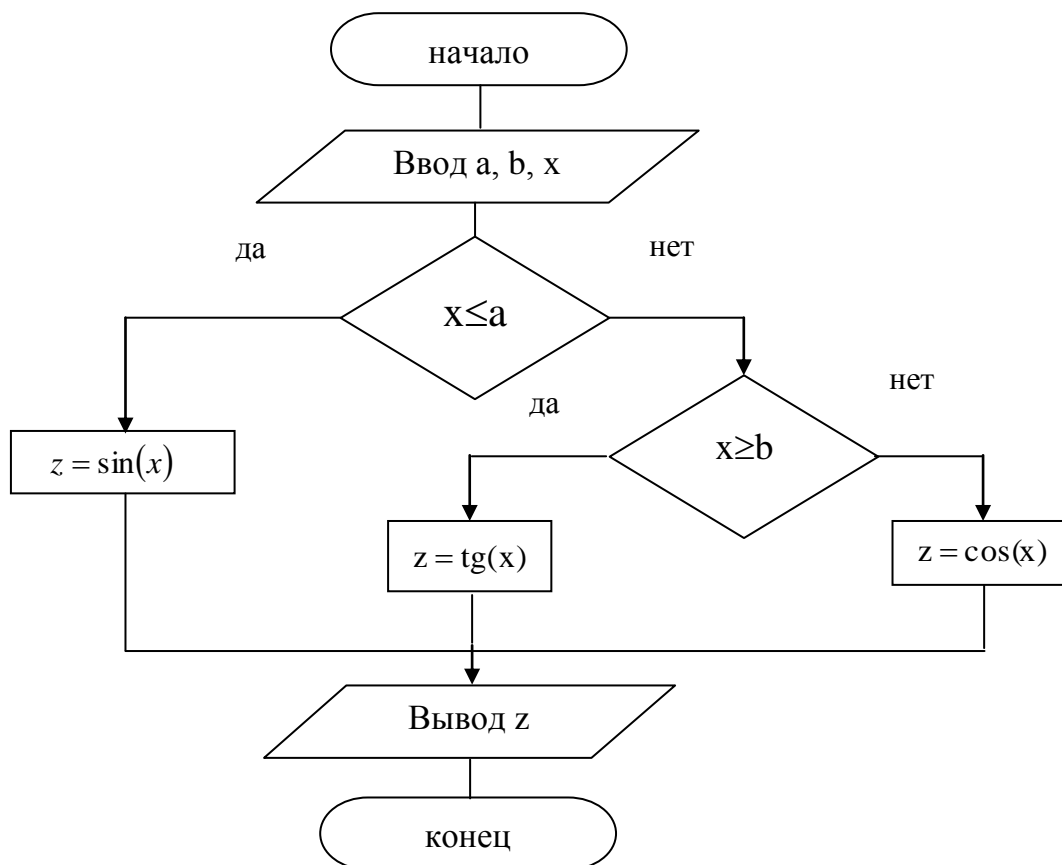 начало
Ввод a, b, x
да
нет
x≤a
да
нет
z = sin(x)
x≥b
z = tg(x)
z = cos(x)
Вывод z
конец